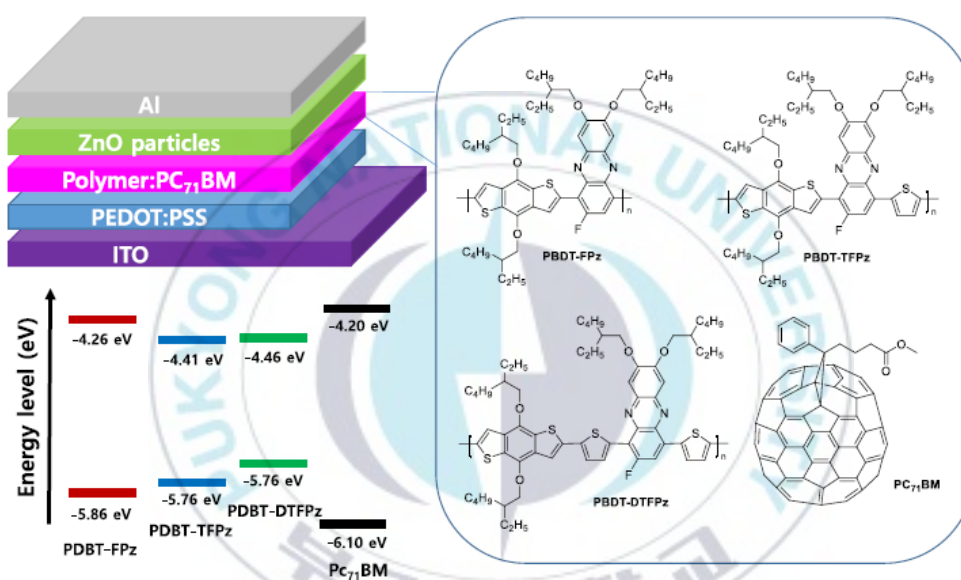 Al
ZnO particles
Polymer:PC71BM
PEDOT:PSS
ITO
Energy level (eV)
-4.26 eV
-4.41 eV
-4.46 eV
-4.20 eV
-5.86 eV
-5.76 eV
-5.76 eV
-6.10 eV
PDBT-FPz
PDBT-TFPz
PDBT-DTFPz
Pc71BM
C4H9
C4H9
C2H5
C2H5
O
O
C2H5
C4H9
O
N
N
S
S
n
F
O
C4H9
C2H5
PBDT-FPz
C4H9
C4H9
C2H5
C2H5
O
O
C2H5
C4H9
O
N
N
S
S
S
n
F
O
C4H9
C2H5
PBDT-TFPz
C4H9
C4H9
C2H5
C2H5
O
O
C2H5
C4H9
O
N
N
S
S
S
S
n
F
O
C4H9
C2H5
PBDT-DTFPz
O
O
PC71BM
PUKYONG NATIONAL UNIVERSITY